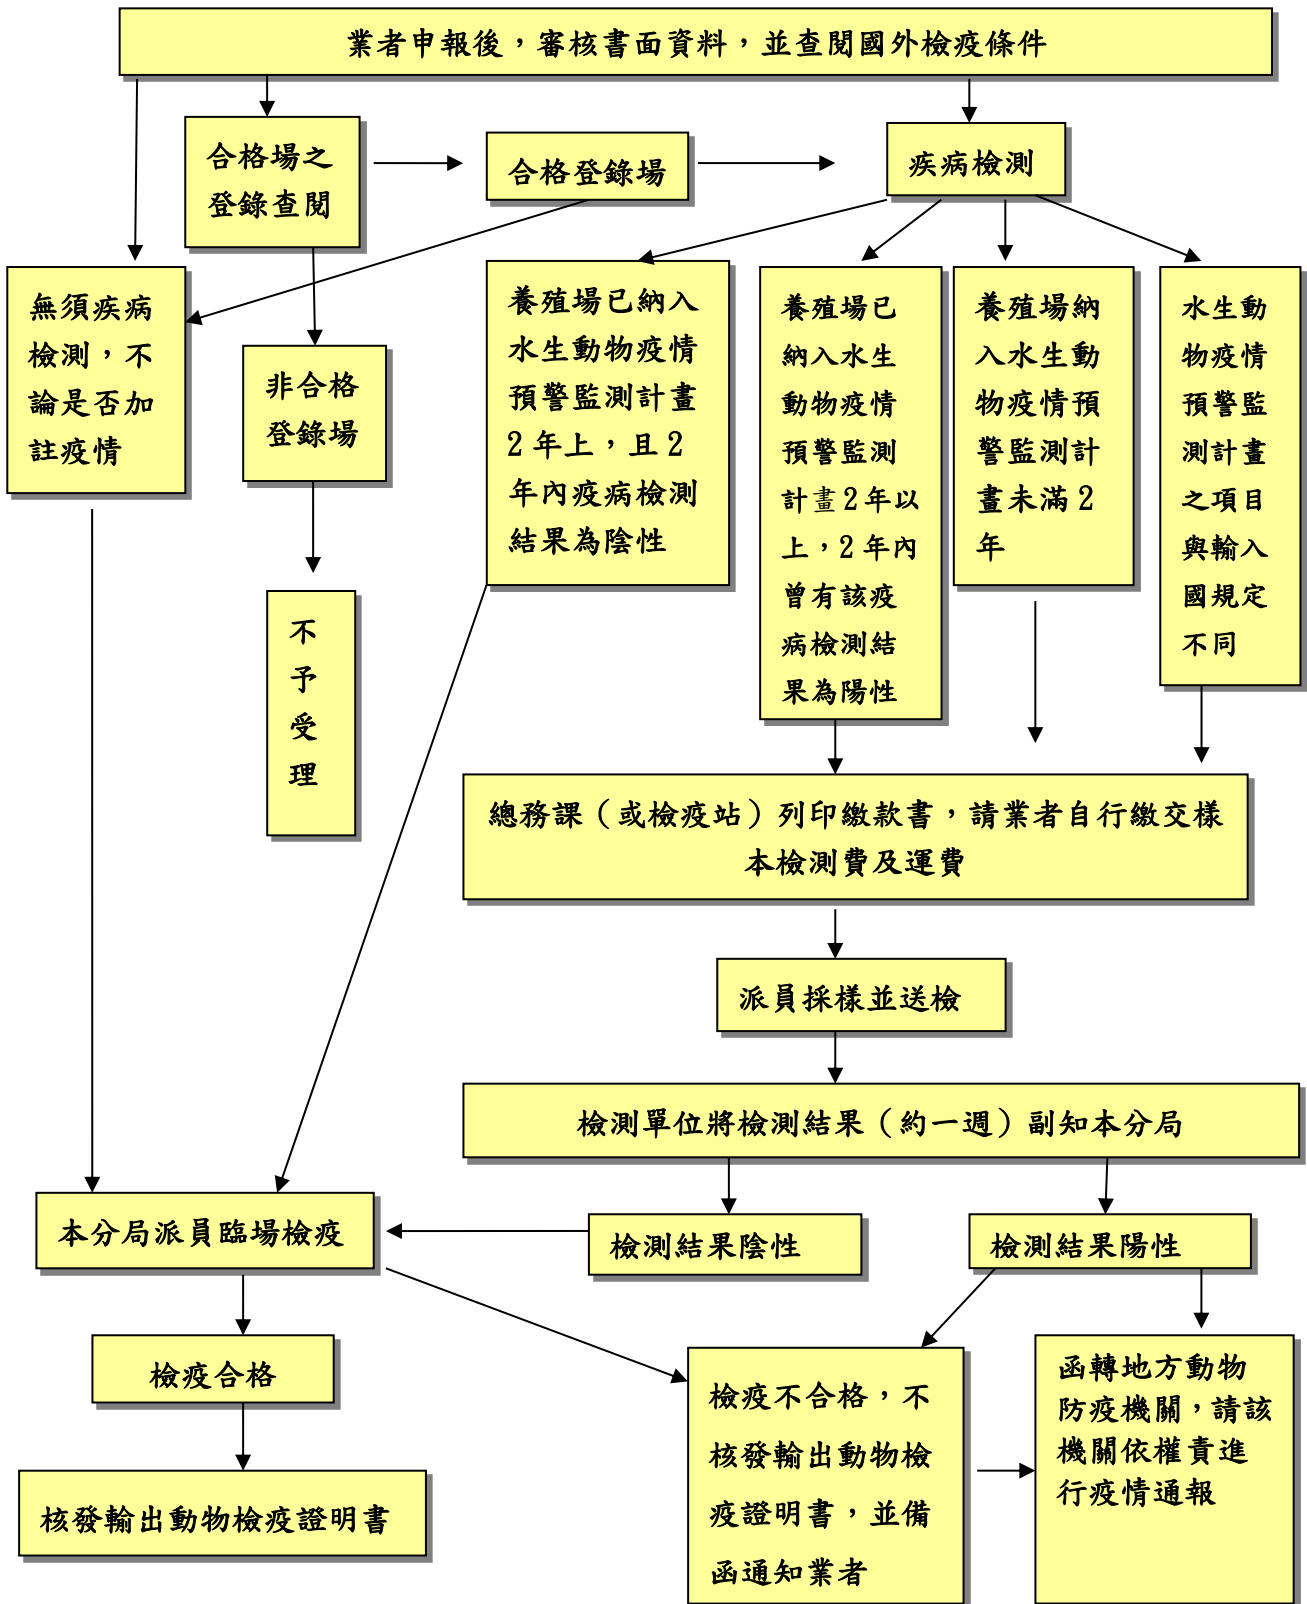 業者申報後，審核書面資料，並查閱國外檢疫條件
合格場之
登錄查閱
合格登錄場
疾病檢測
無須疾病
檢測，不
論是否加
註疫情
非合格
登錄場
不
予
受
理
養殖場已納入
水生動物疫情
預警監測計畫
2 年上，且 2
年內疫病檢測
結果為陰性
養殖場已
納入水生
動物疫情
預警監測
計畫 2 年以
上，2 年內
曾有該疫
病檢測結
果為陽性
養殖場納
入水生動
物疫情預
警監測計
畫未滿 2
年
水生動
物疫情
預警監
測計畫
之項目
與輸入
國規定
不同
總務課（或檢疫站）列印繳款書，請業者自行繳交樣
本檢測費及運費
派員採樣並送檢
檢測單位將檢測結果（約一週）副知本分局
本分局派員臨場檢疫
檢測結果陰性
檢測結果陽性
檢疫合格
核發輸出動物檢疫證明書
檢疫不合格，不
核發輸出動物檢
疫證明書，並備
函通知業者
函轉地方動物
防疫機關，請該
機關依權責進
行疫情通報